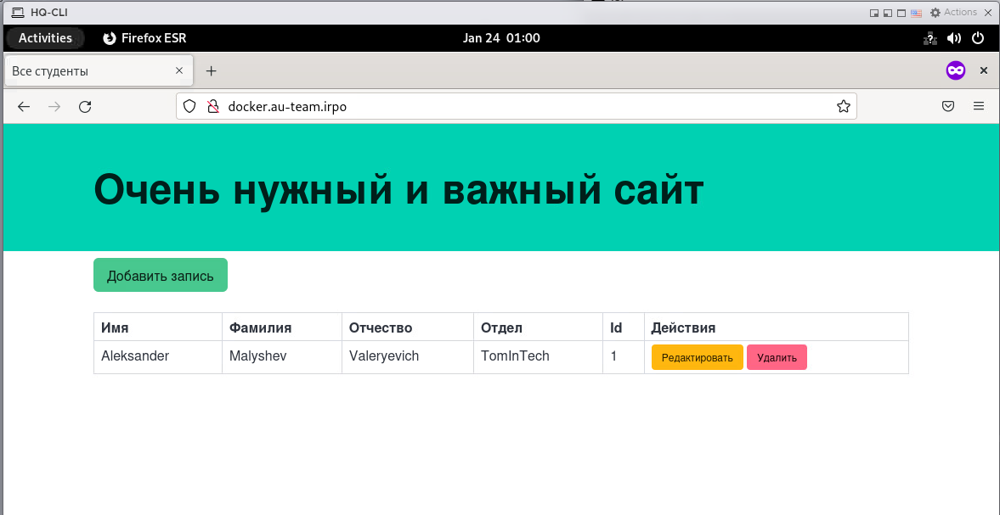 HQ-CLI Actions
Activities Firefox ESR Jan 24 01:00
Все студенты
docker.au-team.irpo
Очень нужный и важный сайт
Добавить запись
Имя Фамилия Отчество Отдел Id Действия
Aleksander Malyshev Valeryevich TomInTech 1 Редактировать Удалить